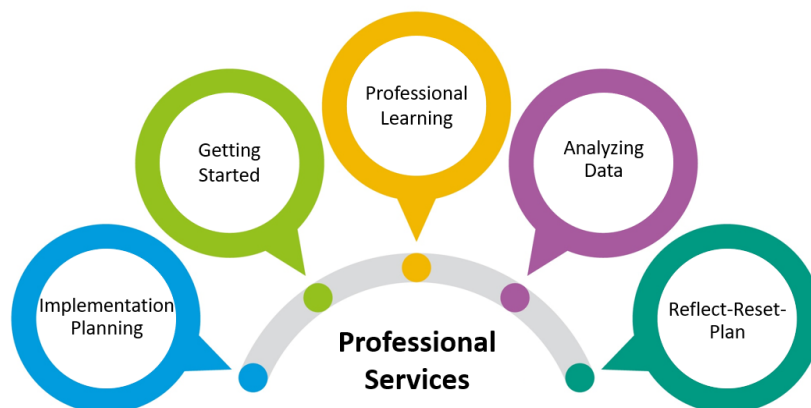 Implementation
Planning
Getting
Started
Professional
Learning
Analyzing
Data
Reflect-Reset-
Plan
Professional
Services